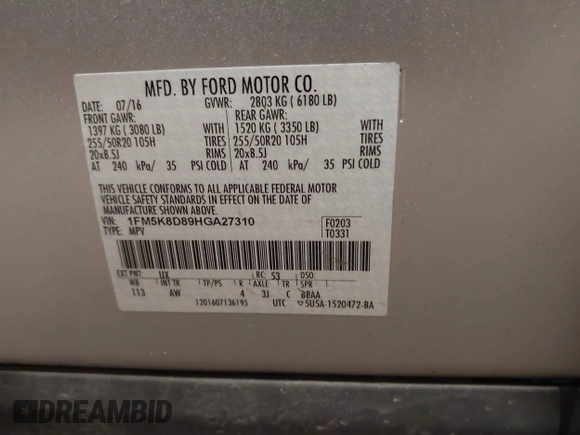 MFD. BY FORD MOTOR CO.
DATE: 07/16 GVWR: 2803 KG ( 6180 LB)
FRONT GAWR: REAR GAWR:
1397 KG ( 3080 LB) WITH 1520 KG ( 3350 LB) WITH
255/50R20 105H TIRES 255/50R20 105H TIRES
20x8.5J RIMS 20x8.5J RIMS
AT 240 kPa/ 35 PSI COLD AT 240 kPa/ 35 PSI COLD
THIS VEHICLE CONFORMS TO ALL APPLICABLE FEDERAL MOTOR
VEHICLE SAFETY STANDARDS IN EFFECT ON THE DATE OF
MANUFACTURE SHOWN ABOVE.
VIN: 1FM5K8D89HGA27310 F0203
TYPE: MPV T0331
EXT PNT: UX RC: 53 DSO:
WB INT TR TP/PS R AXLE TR SPR
113 AW 4 3J C BBAA
1201607136195 UTC ▽5U5A-1520472-BA
DREAMBID